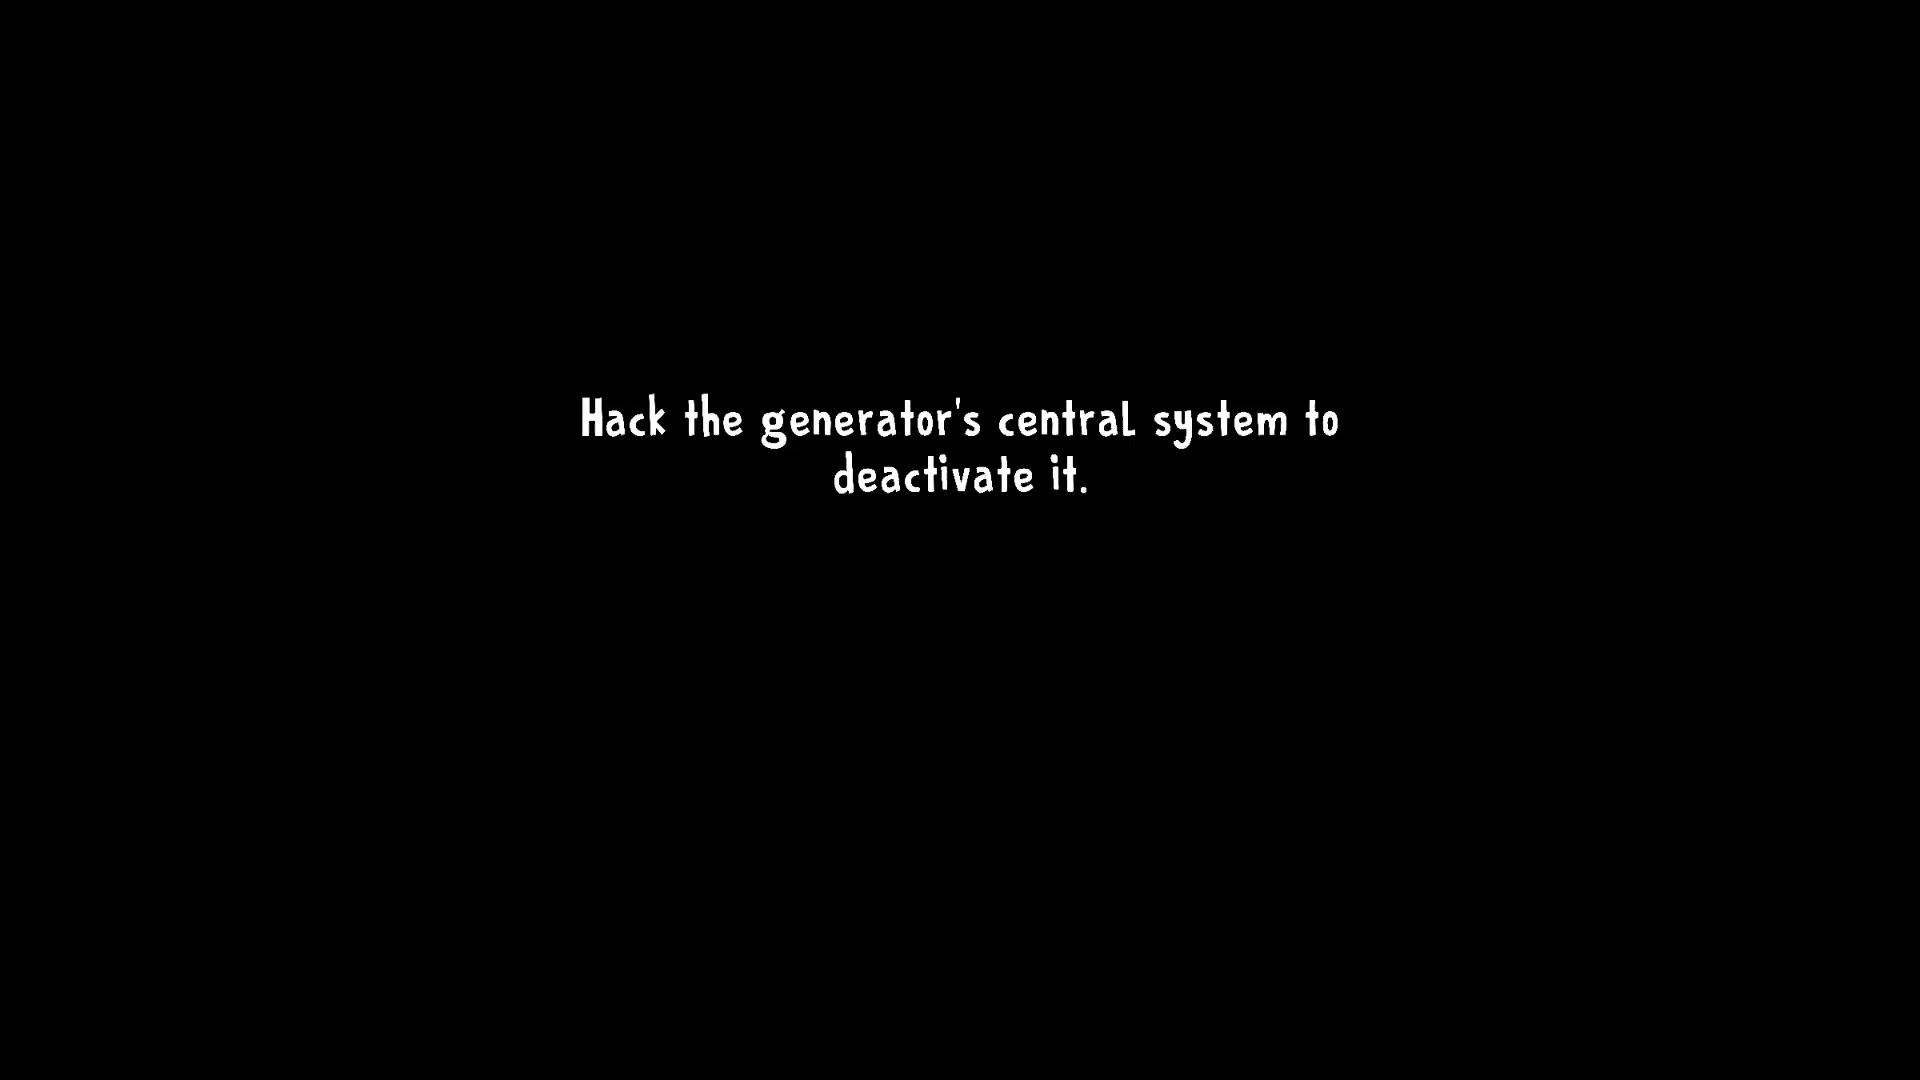 Hack the generator's central system to
deactivate it.